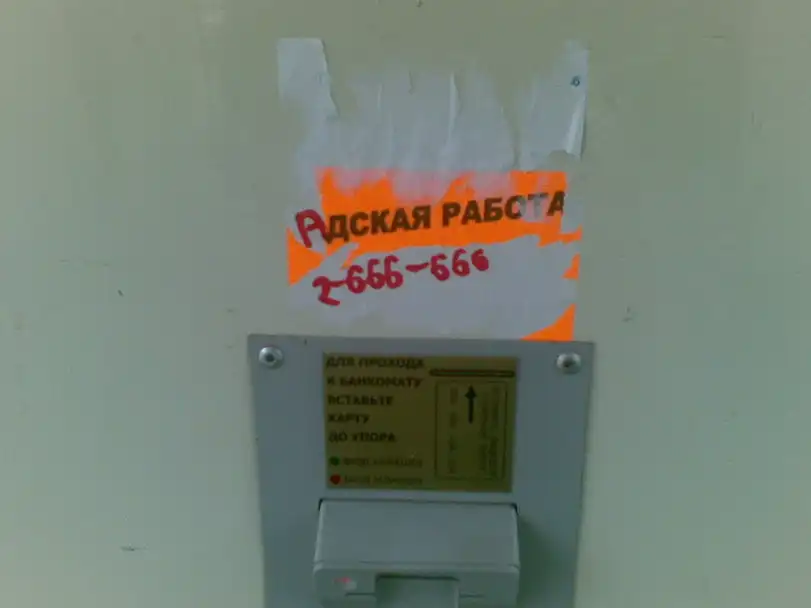 АДСКАЯ РАБОТА
2-666-666
ДЛЯ ПРОХОДА
К БАНКОМАТУ
ВСТАВЬТЕ
КАРТУ
ДО УПОРА